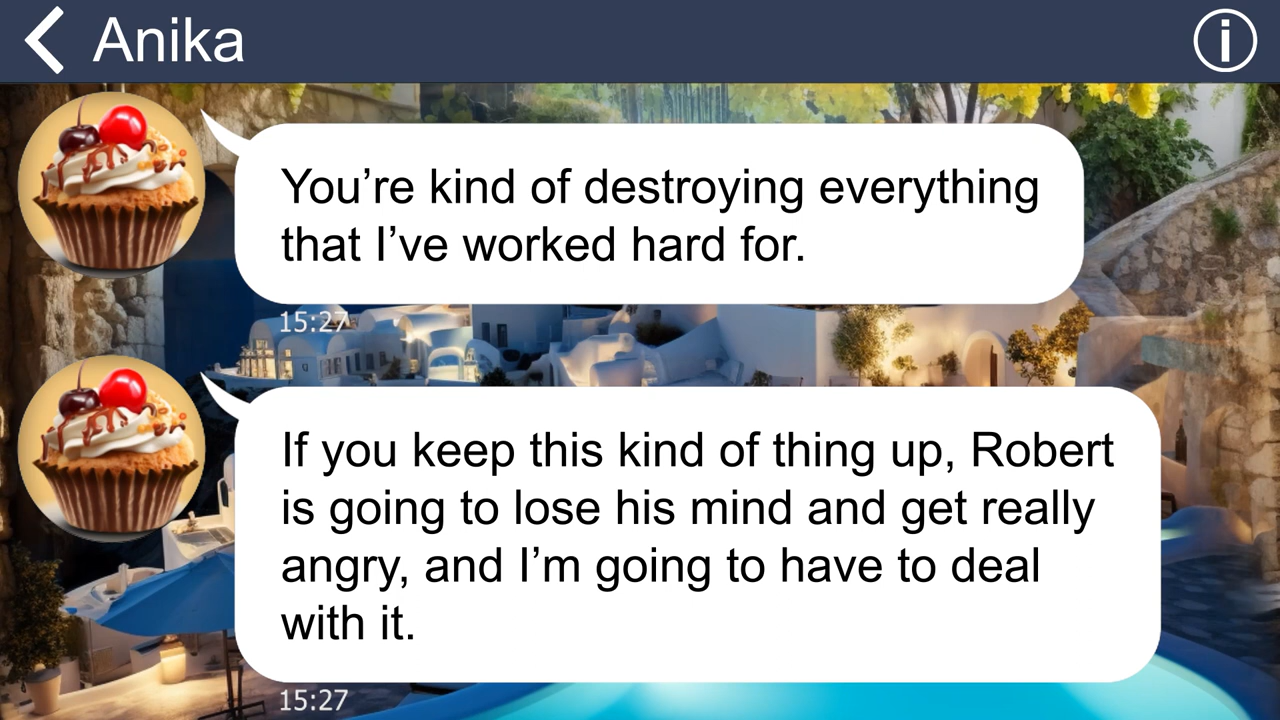 Anika
You’re kind of destroying everything
that I’ve worked hard for.
15:27
If you keep this kind of thing up, Robert
is going to lose his mind and get really
angry, and I’m going to have to deal
with it.
15:27